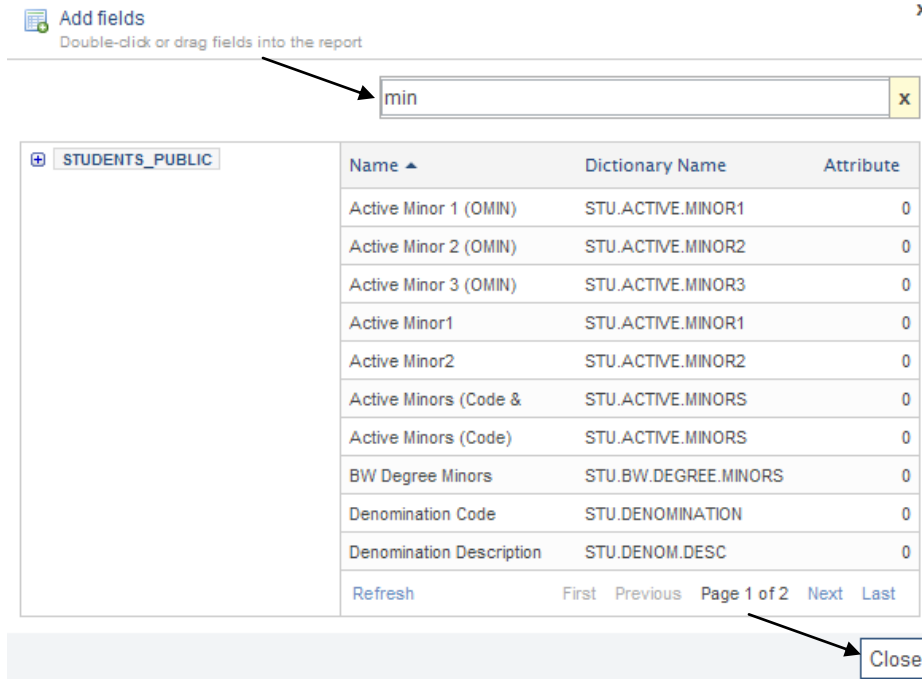 Add fields
x
Double-click or drag fields into the report
min x
STUDENTS_PUBLIC
Name Dictionary Name Attribute
Active Minor 1 (OMIN) STU.ACTIVE.MINOR1 0
Active Minor 2 (OMIN) STU.ACTIVE.MINOR2 0
Active Minor 3 (OMIN) STU.ACTIVE.MINOR3 0
Active Minor1 STU.ACTIVE.MINOR1 0
Active Minor2 STU.ACTIVE.MINOR2 0
Active Minors (Code & STU.ACTIVE.MINORS 0
Active Minors (Code) STU.ACTIVE.MINORS 0
BW Degree Minors STU.BW.DEGREE.MINORS 0
Denomination Code STU.DENOMINATION 0
Denomination Description STU.DENOM.DESC 0
Refresh First Previous Page 1 of 2 Next Last
Close